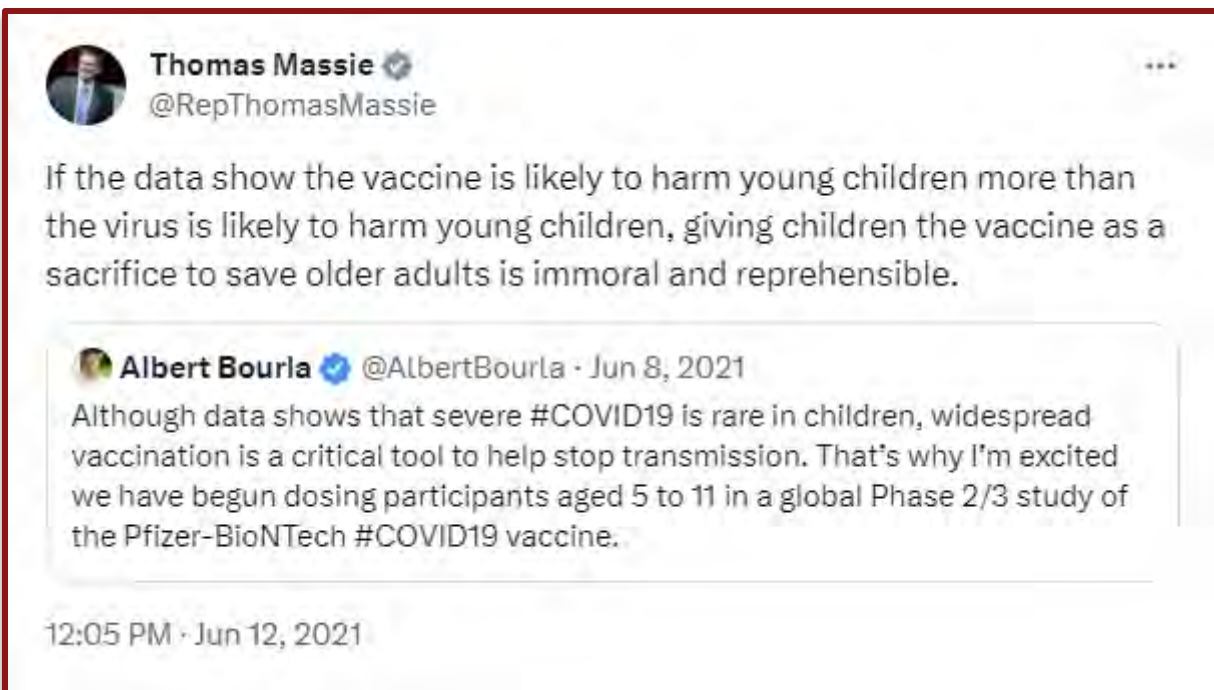 Thomas Massie
@RepThomasMassie
If the data show the vaccine is likely to harm young children more than
the virus is likely to harm young children, giving children the vaccine as a
sacrifice to save older adults is immoral and reprehensible.
Albert Bourla @AlbertBourla · Jun 8, 2021
Although data shows that severe #COVID19 is rare in children, widespread
vaccination is a critical tool to help stop transmission. That's why I'm excited
we have begun dosing participants aged 5 to 11 in a global Phase 2/3 study of
the Pfizer-BioNTech #COVID19 vaccine.
12:05 PM · Jun 12, 2021